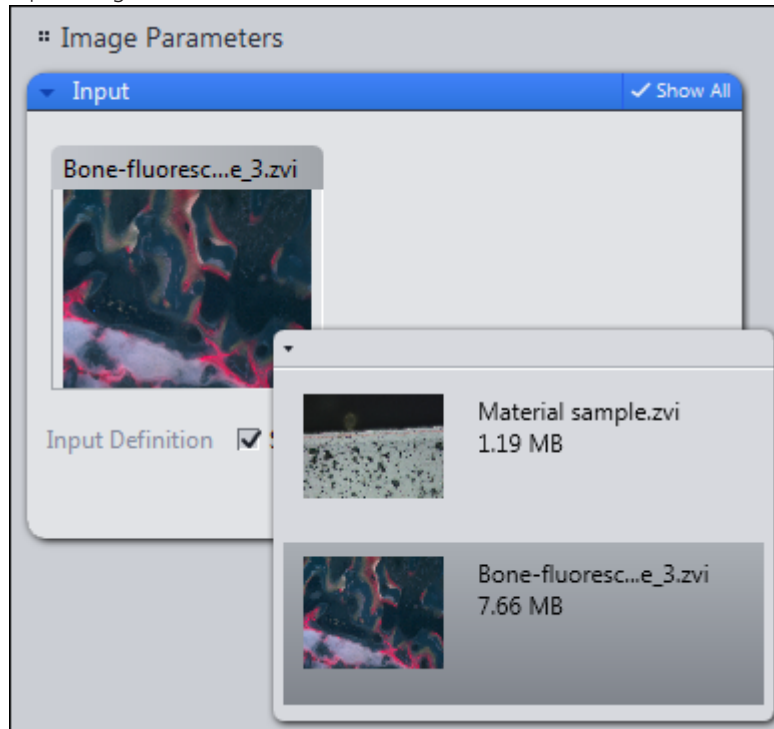 Image Parameters
Input
Show All
Bone-fluoresc...e_3.zvi
Input Definition
Material sample.zvi
1.19 MB
Bone-fluoresc...e_3.zvi
7.66 MB